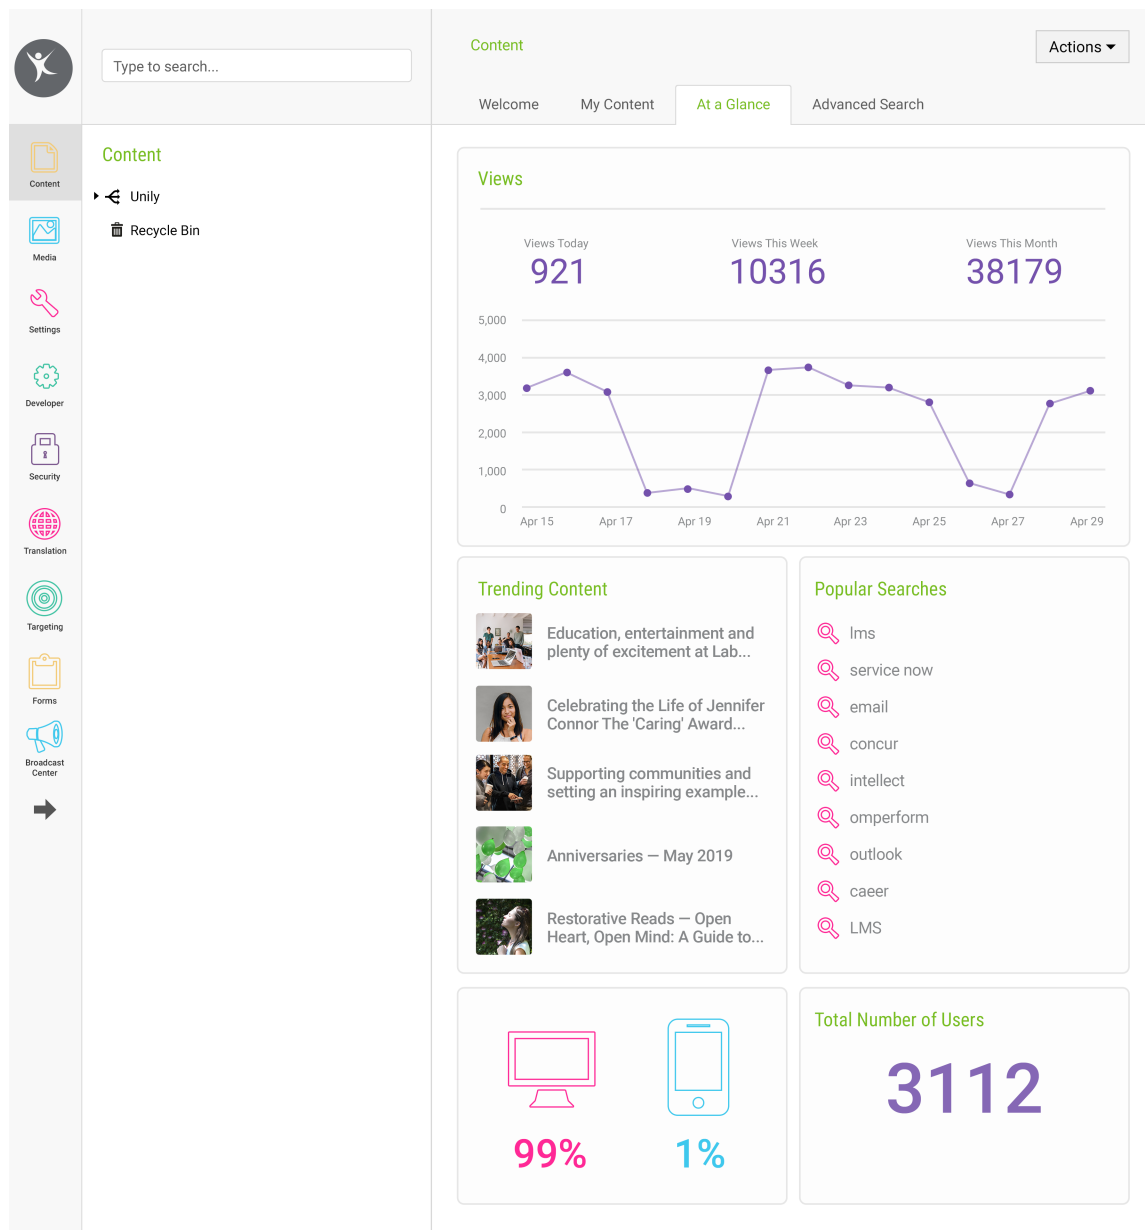 Type to search...
Content
Actions
Welcome
My Content
At a Glance
Advanced Search
Content
Media
Settings
Developer
Security
Translation
Targeting
Forms
Broadcast
Center
Content
Unily
Recycle Bin
Views
Views Today
921
Views This Week
10316
Views This Month
38179
5,000
4,000
3,000
2,000
1,000
0
Apr 15
Apr 17
Apr 19
Apr 21
Apr 23
Apr 25
Apr 27
Apr 29
Trending Content
Education, entertainment and
plenty of excitement at Lab...
Celebrating the Life of Jennifer
Connor The 'Caring' Award...
Supporting communities and
setting an inspiring example...
Anniversaries — May 2019
Restorative Reads — Open
Heart, Open Mind: A Guide to...
Popular Searches
lms
service now
email
concur
intellect
omperform
outlook
caeer
LMS
99%
1%
Total Number of Users
3112